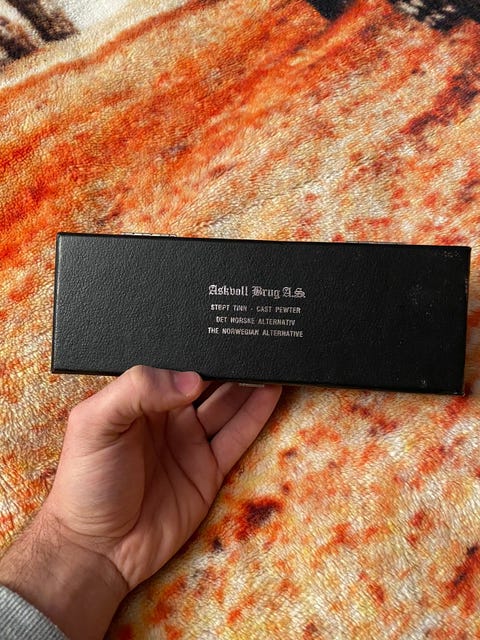 Askvoll Brug A.S.
STØPT TINN - CAST PEWTER
DET NORSKE ALTERNATIV
THE NORWEGIAN ALTERNATIVE